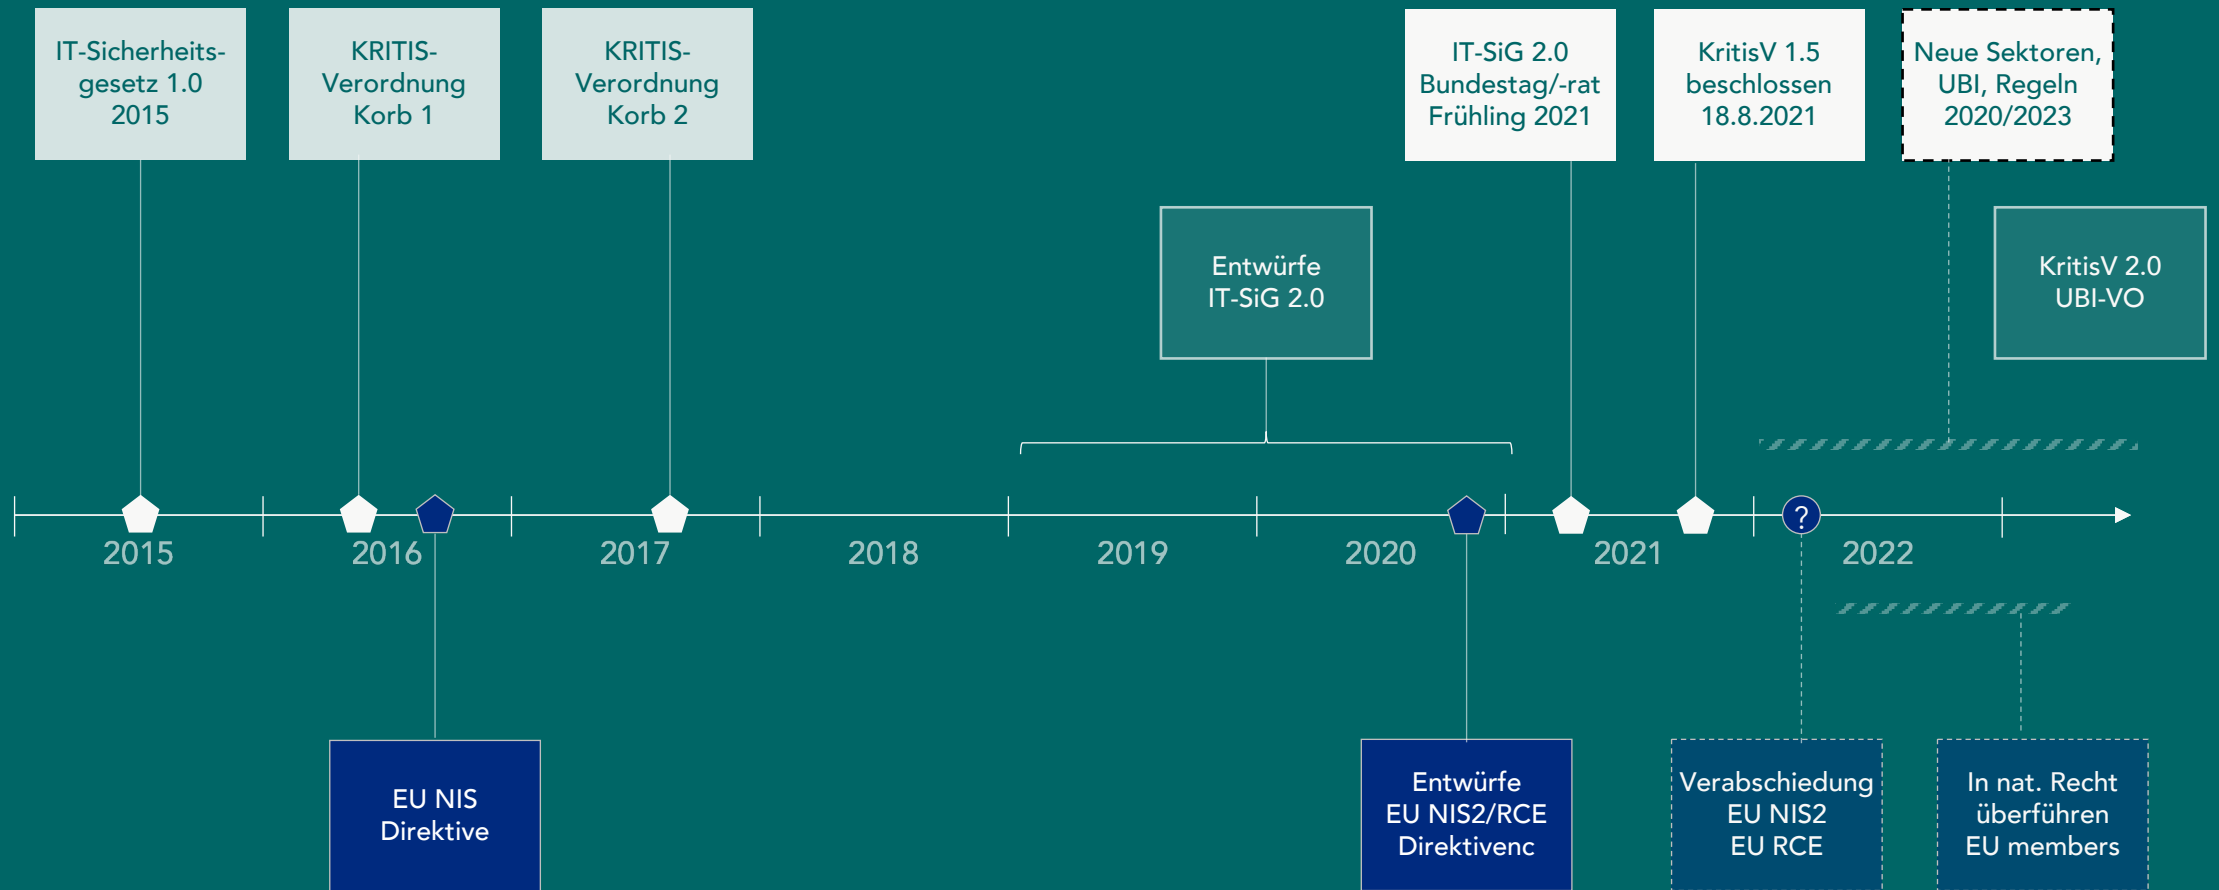 IT-Sicherheits-
gesetz 1.0
2015
KRITIS-
Verordnung
Korb 1
KRITIS-
Verordnung
Korb 2
IT-SiG 2.0
Bundestag/-rat
Frühling 2021
KritisV 1.5
beschlossen
18.8.2021
Neue Sektoren,
UBI, Regeln
2020/2023
Entwürfe
IT-SiG 2.0
KritisV 2.0
UBI-VO
?
2015
2016
2017
2018
2019
2020
2021
2022
EU NIS
Direktive
Entwürfe
EU NIS2/RCE
Direktivenc
Verabschiedung
EU NIS2
EU RCE
In nat. Recht
überführen
EU members